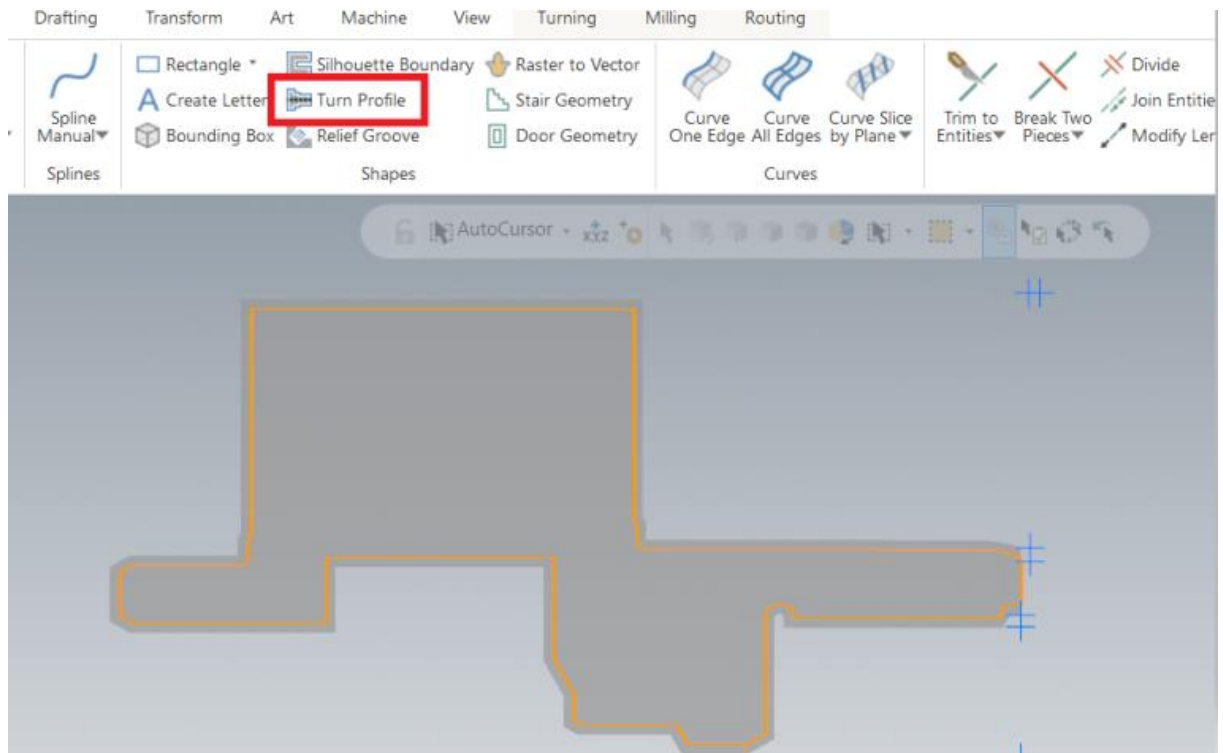 Drafting Transform Art Machine View Turning Milling Routing
Rectangle Silhouette Boundary Raster to Vector Divide
Create Letter Turn Profile Stair Geometry Join Entitie
Spline Manual Bounding Box Relief Groove Door Geometry Curve One Edge Curve All Edges Curve Slice by Plane Trim to Entities Break Two Pieces Modify Ler
Splines Shapes Curves
AutoCursor XYZ